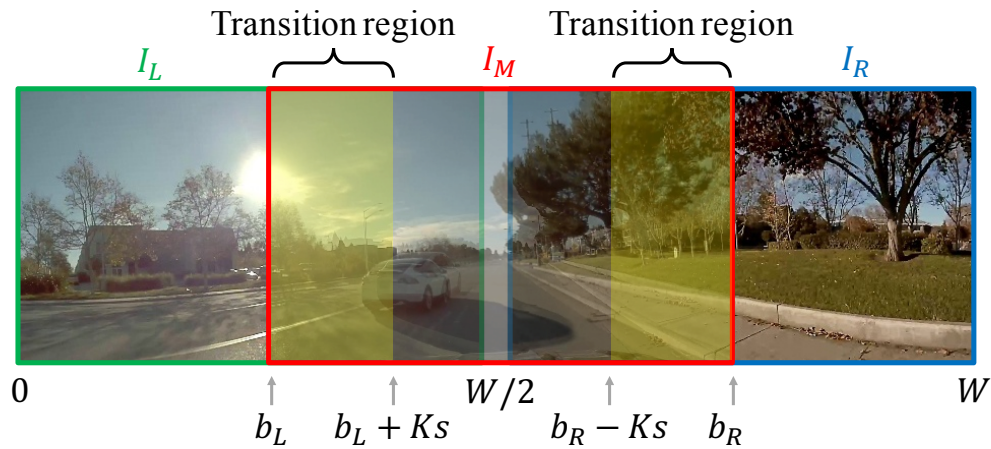 Transition region Transition region
I_L I_M I_R
0 W/2 W
b_L b_L + Ks b_R − Ks b_R